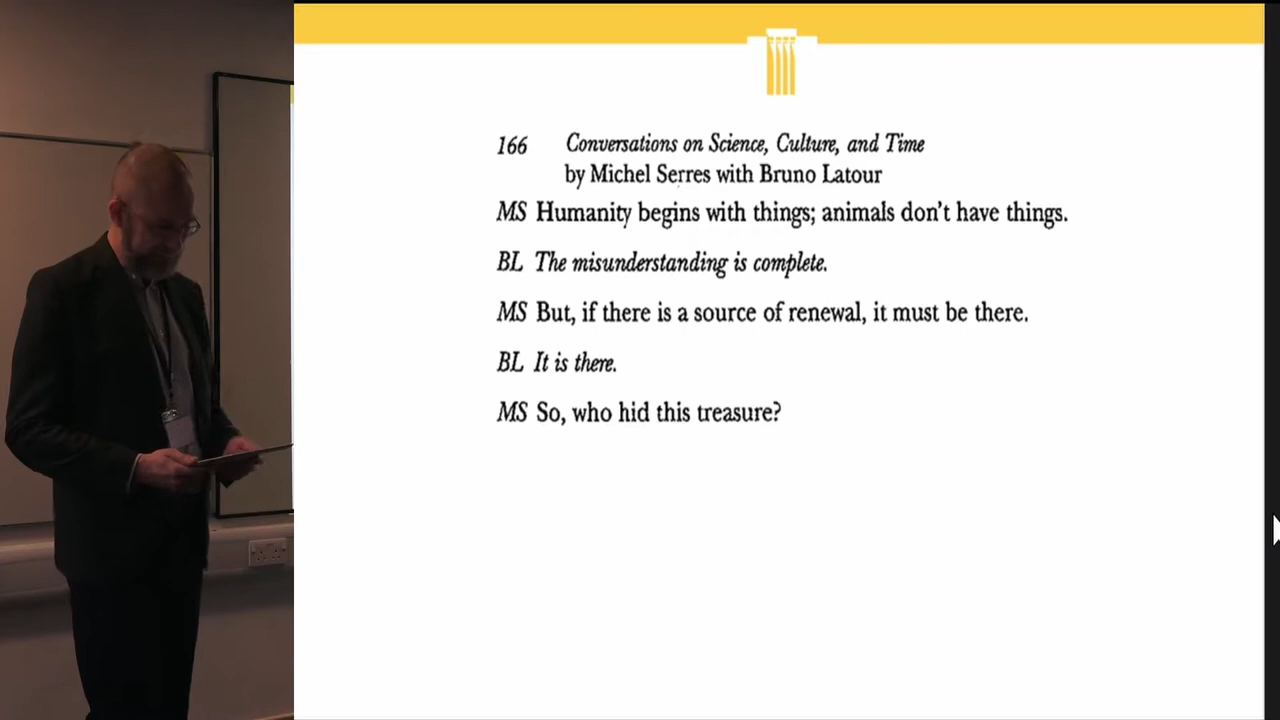 166 Conversations on Science, Culture, and Time
by Michel Serres with Bruno Latour
MS Humanity begins with things; animals don't have things.
BL The misunderstanding is complete.
MS But, if there is a source of renewal, it must be there.
BL It is there.
MS So, who hid this treasure?